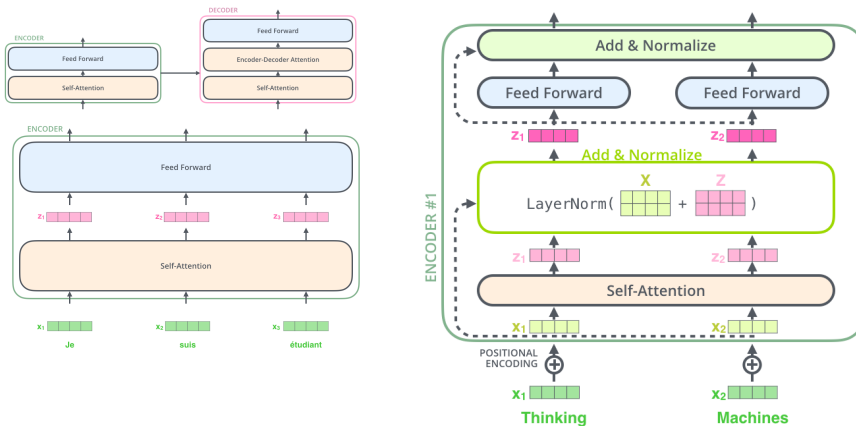 DECODER
ENCODER
Feed Forward
Feed Forward
Encoder-Decoder Attention
Self-Attention
Self-Attention
ENCODER
Feed Forward
z₁ z₂ z₃
Self-Attention
x₁ x₂ x₃
Je suis étudiant
ENCODER #1
Add & Normalize
Feed Forward Feed Forward
z₁ z₂
Add & Normalize
X Z
LayerNorm( + )
z₁ z₂
Self-Attention
x₁ x₂
POSITIONAL
ENCODING
x₁ x₂
Thinking Machines